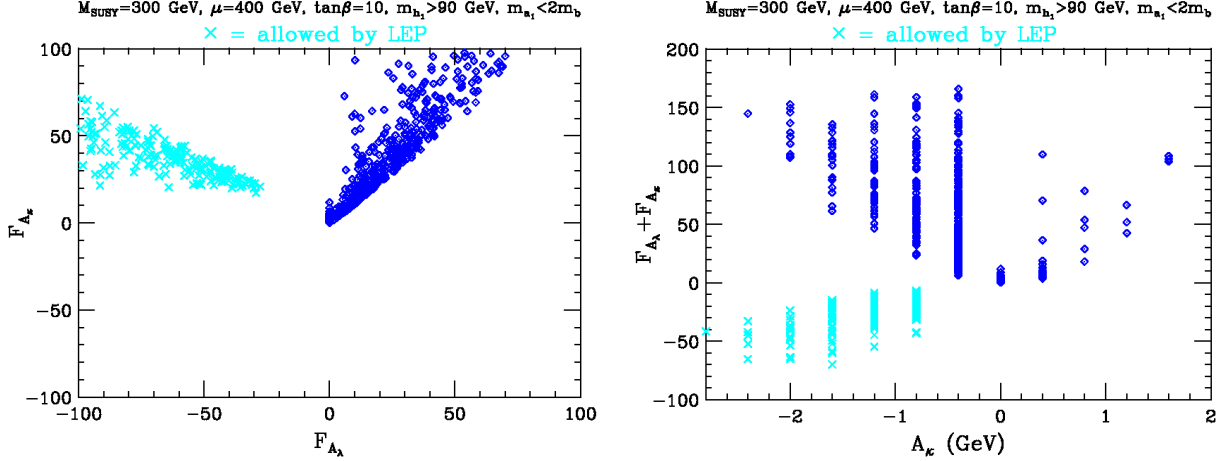 M_SUSY=300 GeV, μ=400 GeV, tanβ=10, m_h₁>90 GeV, m_a₁<2m_b
× = allowed by LEP
100
50
0
−50
−100
F_Aκ
−100
−50
0
50
100
F_Aλ
M_SUSY=300 GeV, μ=400 GeV, tanβ=10, m_h₁>90 GeV, m_a₁<2m_b
× = allowed by LEP
200
150
100
50
0
−50
−100
F_Aλ+F_Aκ
−2
−1
0
1
2
A_κ (GeV)